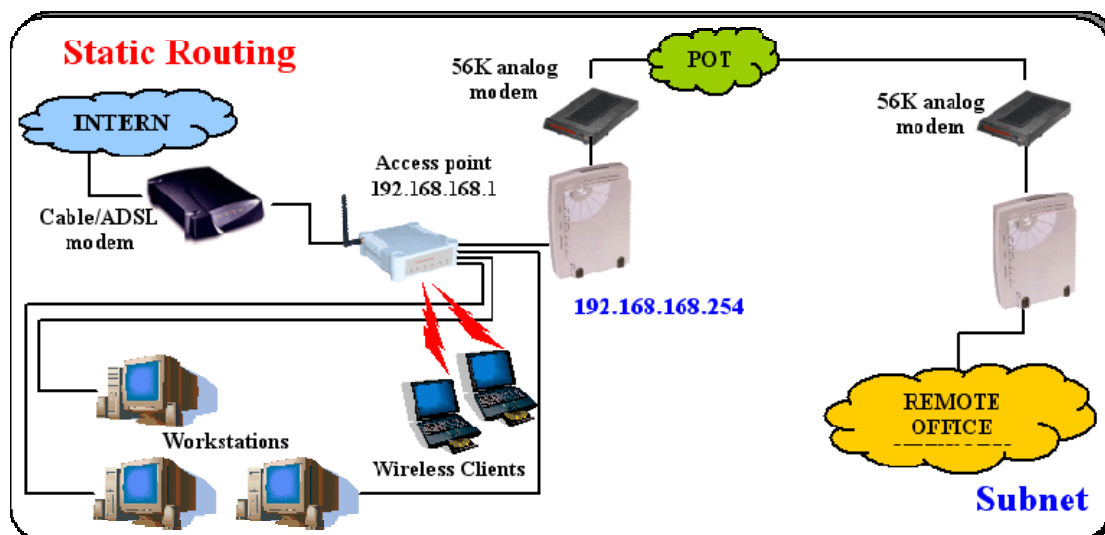 Static Routing
INTERN
Cable/ADSL
modem
Access point
192.168.168.1
56K analog
modem
POT
56K analog
modem
192.168.168.254
Workstations
Wireless Clients
REMOTE
OFFICE
Subnet